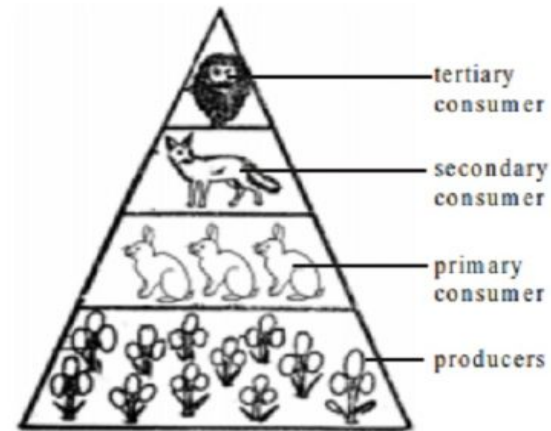 tertiary
consumer
secondary
consumer
primary
consumer
producers